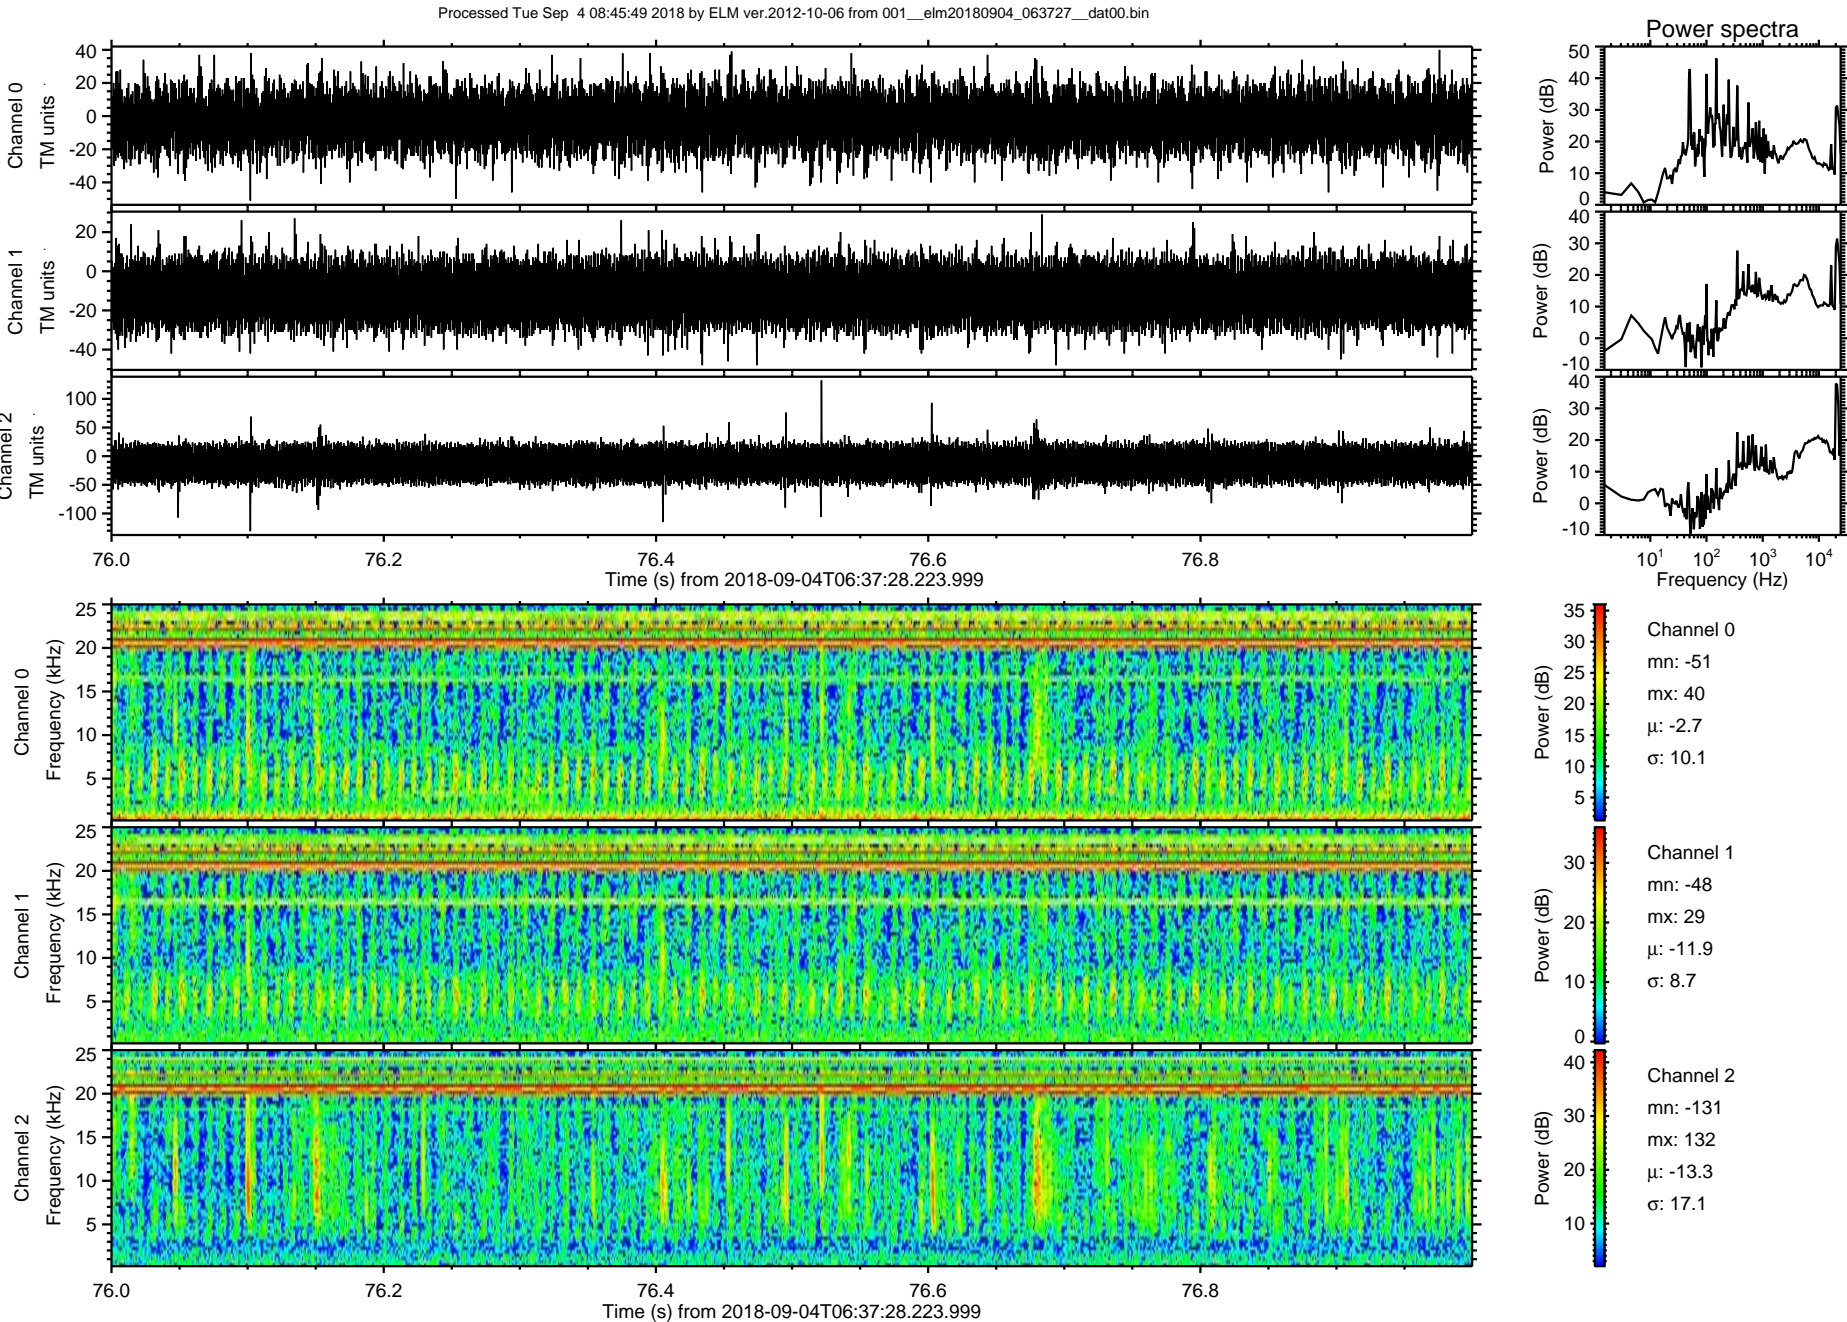 Processed Tue Sep  4 08:45:49 2018 by ELM ver.2012-10-06 from 001__elm20180904_063727__dat00.bin
Power spectra
Channel 0
TM units
40
20
0
-20
-40
Power (dB)
50
40
30
20
10
0
Channel 1
TM units
20
0
-20
-40
Power (dB)
40
30
20
10
0
-10
Channel 2
TM units
100
50
0
-50
-100
Power (dB)
40
30
20
10
0
-10
76.0 76.2 76.4 76.6 76.8
Time (s) from 2018-09-04T06:37:28.223.999
10^1 10^2 10^3 10^4
Frequency (Hz)
Channel 0
Frequency (kHz)
25
20
15
10
5
Power (dB)
35
30
25
20
15
10
5
Channel 0
mn: -51
mx: 40
μ: -2.7
σ: 10.1
Channel 1
Frequency (kHz)
25
20
15
10
5
Power (dB)
30
20
10
0
Channel 1
mn: -48
mx: 29
μ: -11.9
σ: 8.7
Channel 2
Frequency (kHz)
25
20
15
10
5
Power (dB)
40
30
20
10
Channel 2
mn: -131
mx: 132
μ: -13.3
σ: 17.1
76.0 76.2 76.4 76.6 76.8
Time (s) from 2018-09-04T06:37:28.223.999